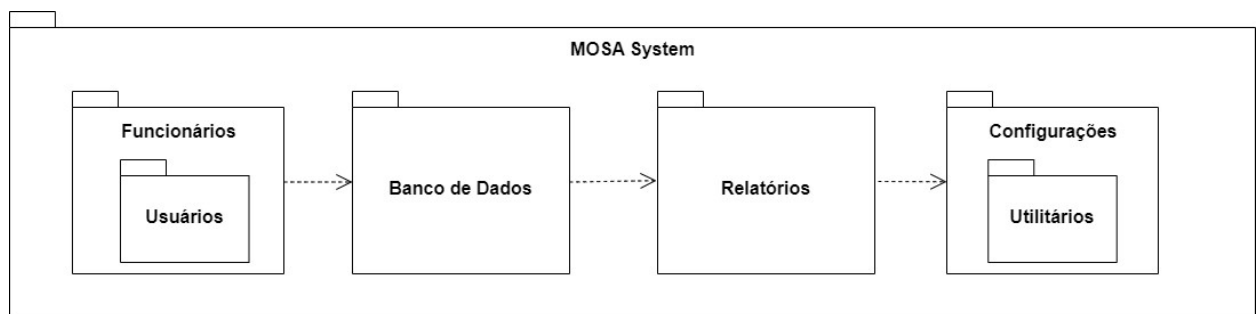 MOSA System
Funcionários
Usuários
Banco de Dados
Relatórios
Configurações
Utilitários